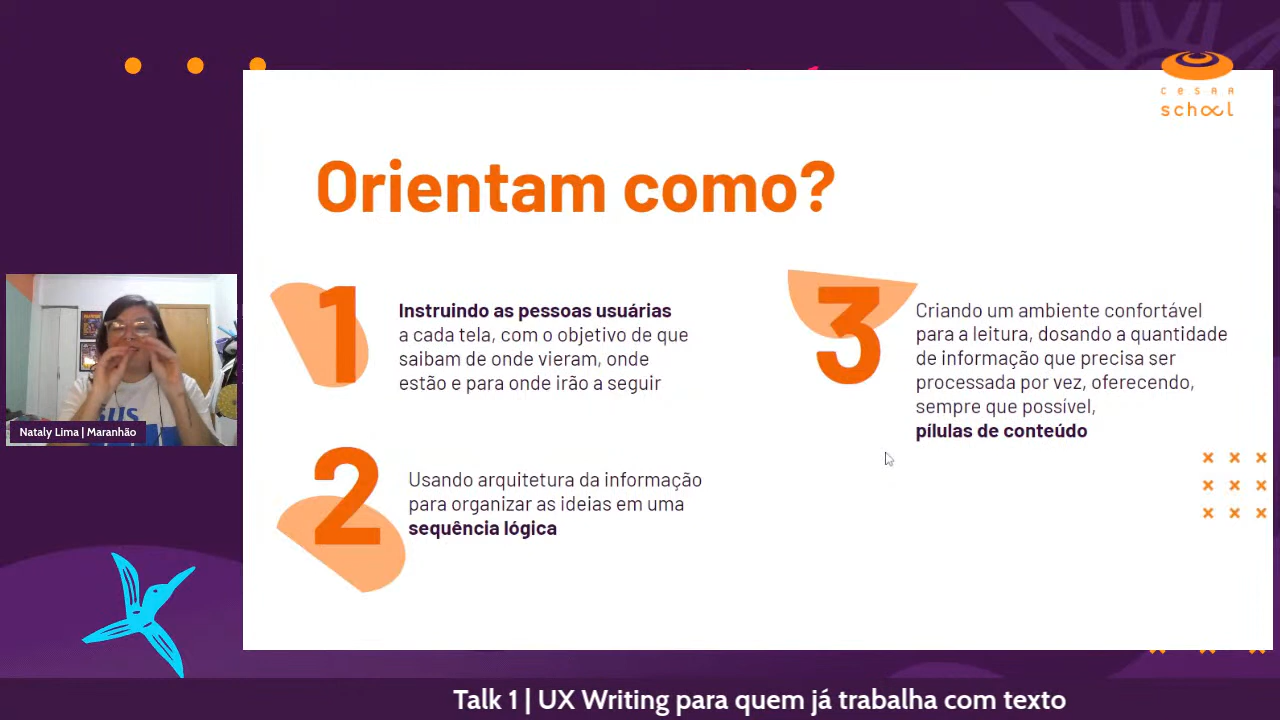 cesar
school
Orientam como?
1
Instruindo as pessoas usuárias
a cada tela, com o objetivo de que
saibam de onde vieram, onde
estão e para onde irão a seguir
2
Usando arquitetura da informação
para organizar as ideias em uma
sequência lógica
3
Criando um ambiente confortável
para a leitura, dosando a quantidade
de informação que precisa ser
processada por vez, oferecendo,
sempre que possível,
pílulas de conteúdo
Nataly Lima | Maranhão
Talk 1 | UX Writing para quem já trabalha com texto